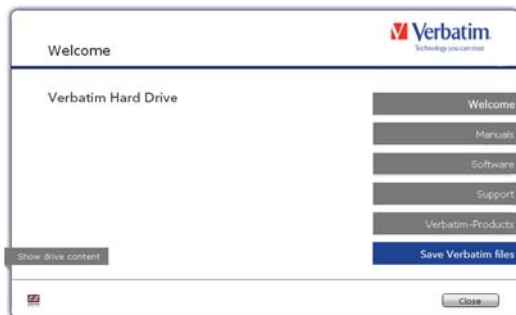 Welcome
Verbatim.
Technology you can trust
Verbatim Hard Drive
Welcome
Manuals
Software
Support
Verbatim-Products
Save Verbatim files
Show drive content
Close